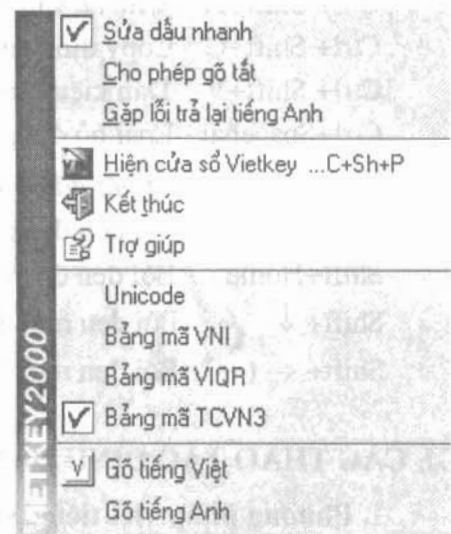 Sửa dấu nhanh
Cho phép gõ tắt
Gặp lỗi trả lại tiếng Anh
Hiện cửa sổ Vietkey ...C+Sh+P
Kết thúc
Trợ giúp
Unicode
Bảng mã VNI
Bảng mã VIQR
Bảng mã TCVN3
V Gõ tiếng Việt
Gõ tiếng Anh
ETKEY2000